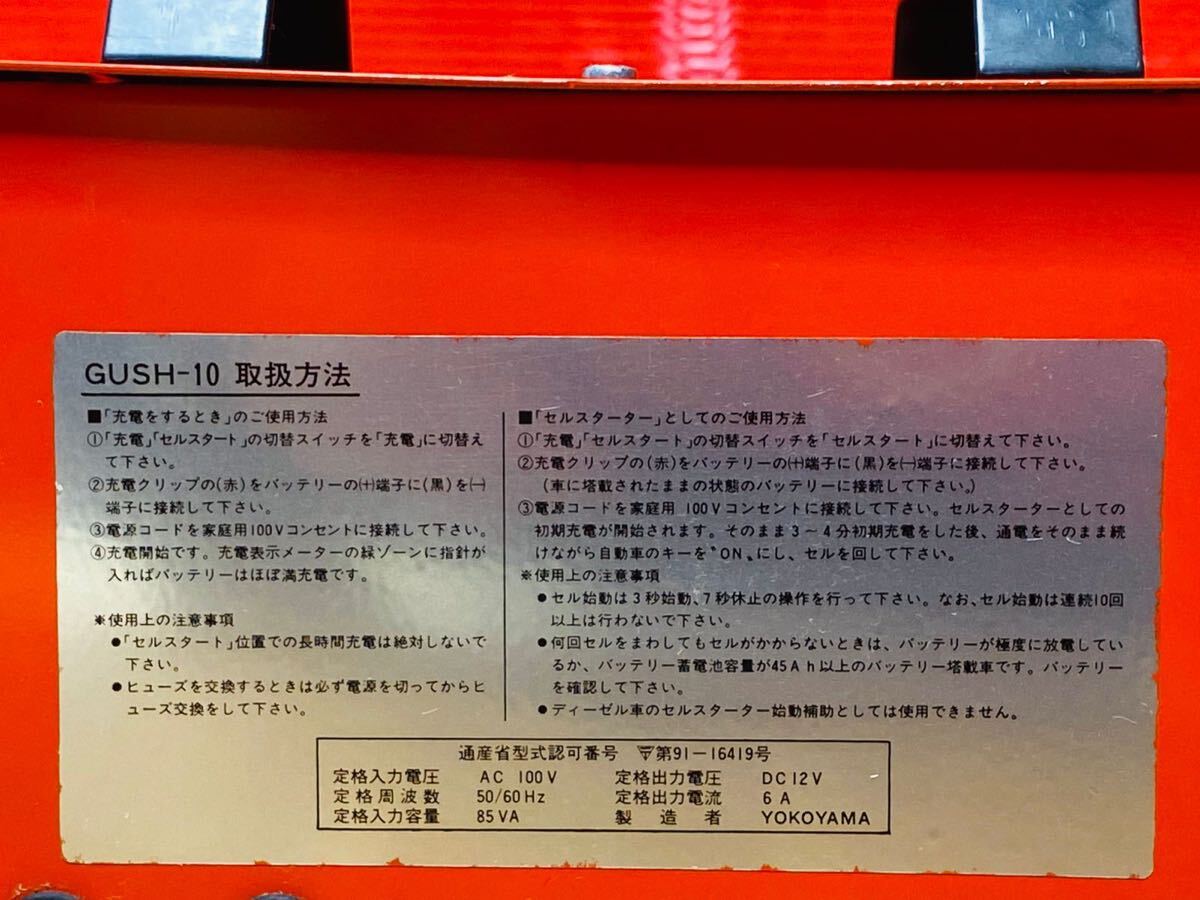 GUSH-10 取扱方法
■「充電をするとき」のご使用方法
①「充電」「セルスタート」の切替スイッチを「充電」に切替え
て下さい。
②充電クリップの(赤)をバッテリーの(+)端子に(黒)を(-)
端子に接続して下さい。
③電源コードを家庭用100Vコンセントに接続して下さい。
④充電開始です。充電表示メーターの緑ゾーンに指針が
入ればバッテリーはほぼ満充電です。
※使用上の注意事項
●「セルスタート」位置での長時間充電は絶対しないで
下さい。
●ヒューズを交換するときは必ず電源を切ってからヒ
ューズ交換をして下さい。
■「セルスターター」としてのご使用方法
①「充電」「セルスタート」の切替スイッチを「セルスタート」に切替えて下さい。
②充電クリップの(赤)をバッテリーの(+)端子に(黒)を(-)端子に接続して下さい。
(車に塔載されたままの状態のバッテリーに接続して下さい。)
③電源コードを家庭用 100Vコンセントに接続して下さい。セルスターターとしての
初期充電が開始されます。そのまま3〜4分初期充電をした後、通電をそのまま続
けながら自動車のキーを〝ON〟にし、セルを回して下さい。
※使用上の注意事項
●セル始動は3秒始動、7秒休止の操作を行って下さい。なお、セル始動は連続10回
以上は行わないで下さい。
●何回セルをまわしてもセルがかからないときは、バッテリーが極度に放電してい
るか、バッテリー蓄電池容量が45Ah以上のバッテリー塔載車です。バッテリー
を確認して下さい。
●ディーゼル車のセルスターター始動補助としては使用できません。
通産省型式認可番号 第91-16419号
定格入力電圧 AC 100V 定格出力電圧 DC12V
定格周波数 50/60Hz 定格出力電流 6A
定格入力容量 85VA 製造者 YOKOYAMA